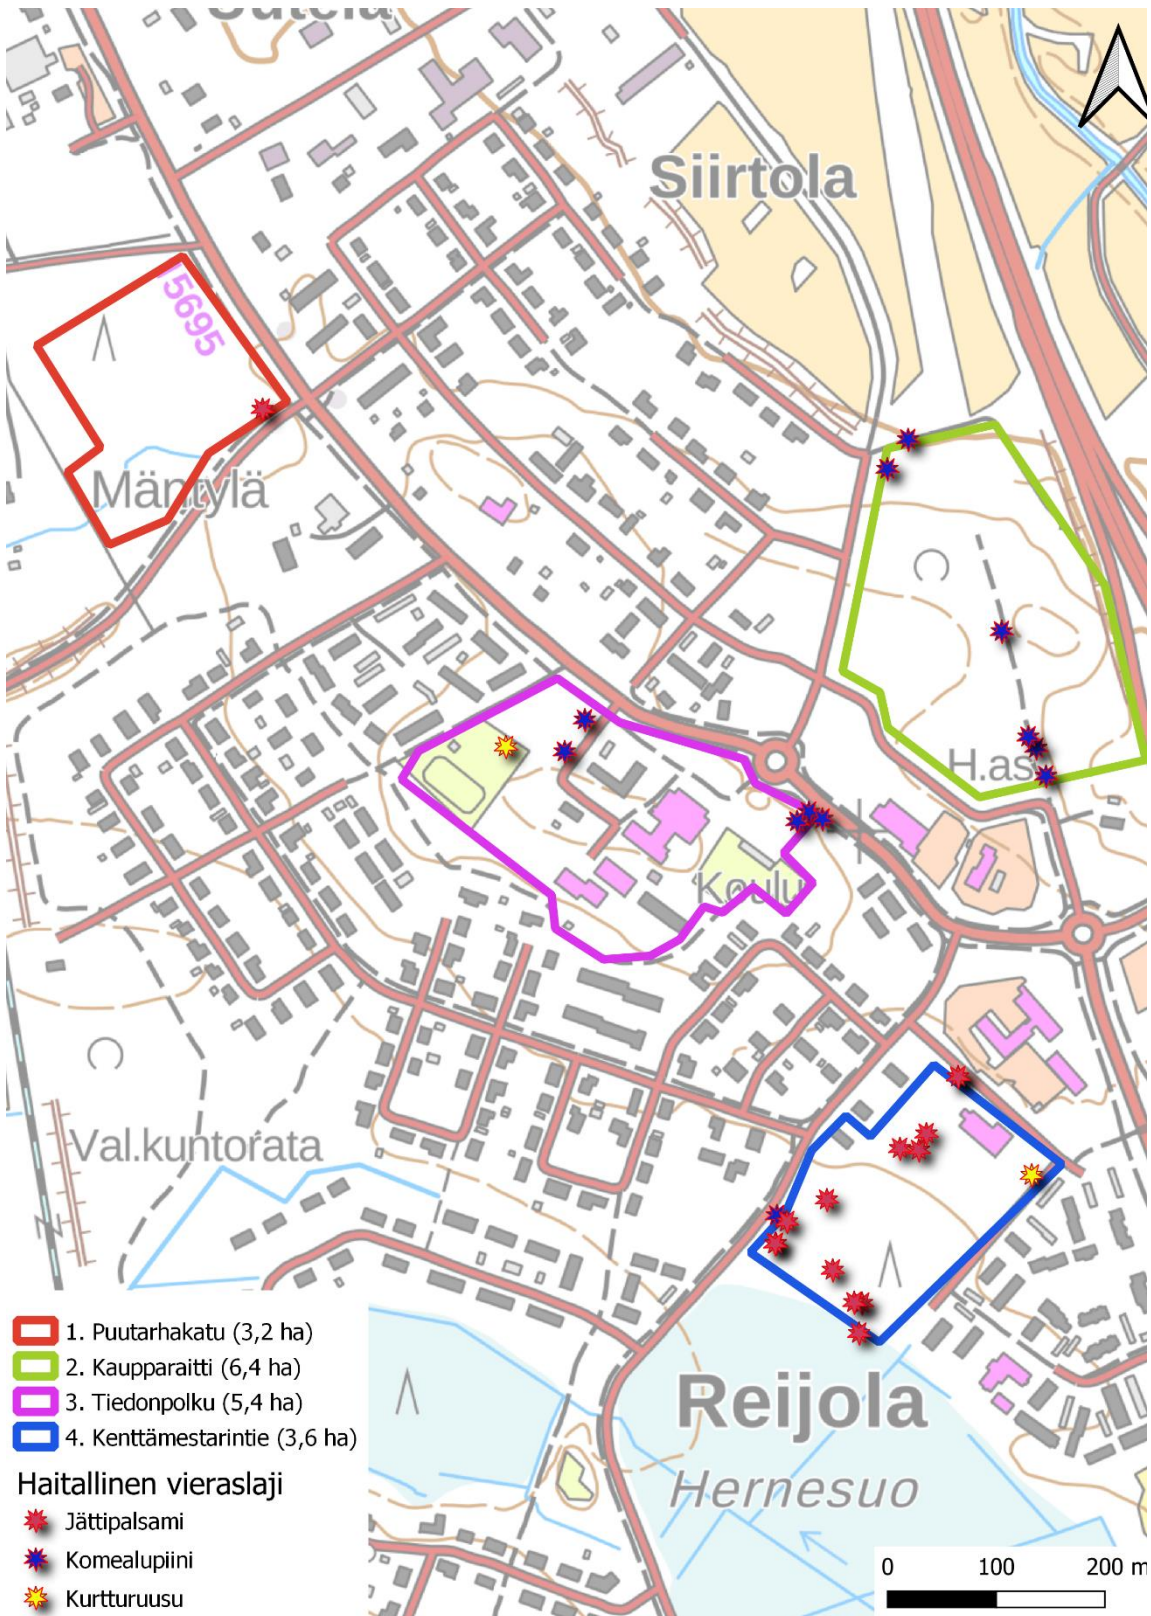 Siirtola
5695
Mäntylä
H.as
Koulu
Val.kuntorata
Reijola
Hernesuo
1. Puutarhakatu (3,2 ha)
2. Kaupparaitti (6,4 ha)
3. Tiedonpolku (5,4 ha)
4. Kenttämestarintie (3,6 ha)
Haitallinen vieraslaji
Jättipalsami
Komealupiini
Kurtturuusu
0 100 200 m